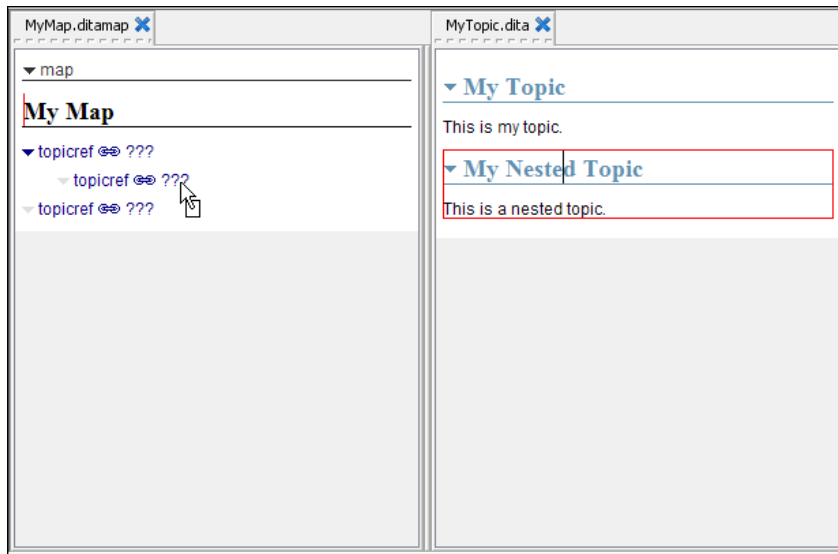 MyMap.ditamap
map
My Map
topicref ???
topicref ???
topicref ???
MyTopic.dita
My Topic
This is my topic.
My Nested Topic
This is a nested topic.